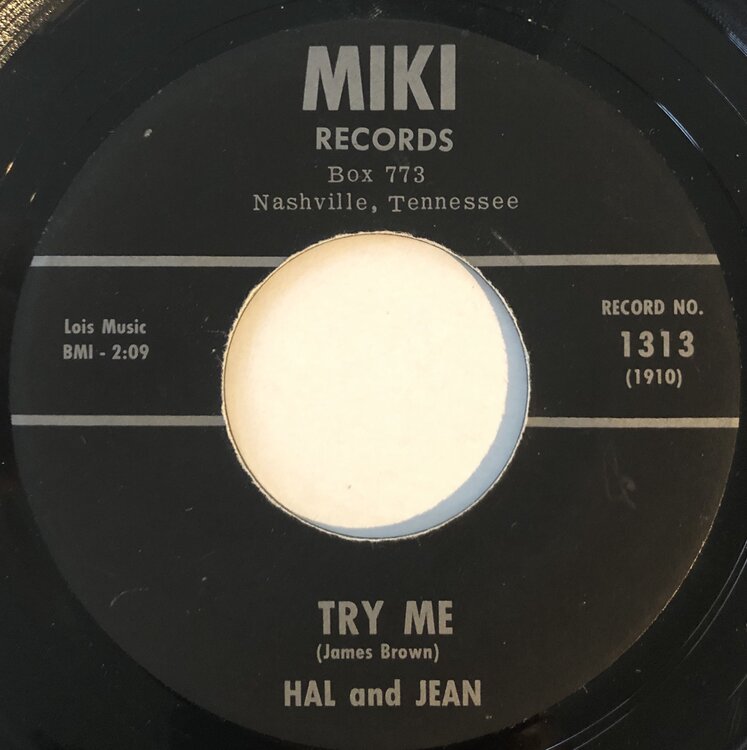 MIKI
RECORDS
Box 773
Nashville, Tennessee
Lois Music
BMI - 2:09
RECORD NO.
1313
(1910)
TRY ME
(James Brown)
HAL and JEAN